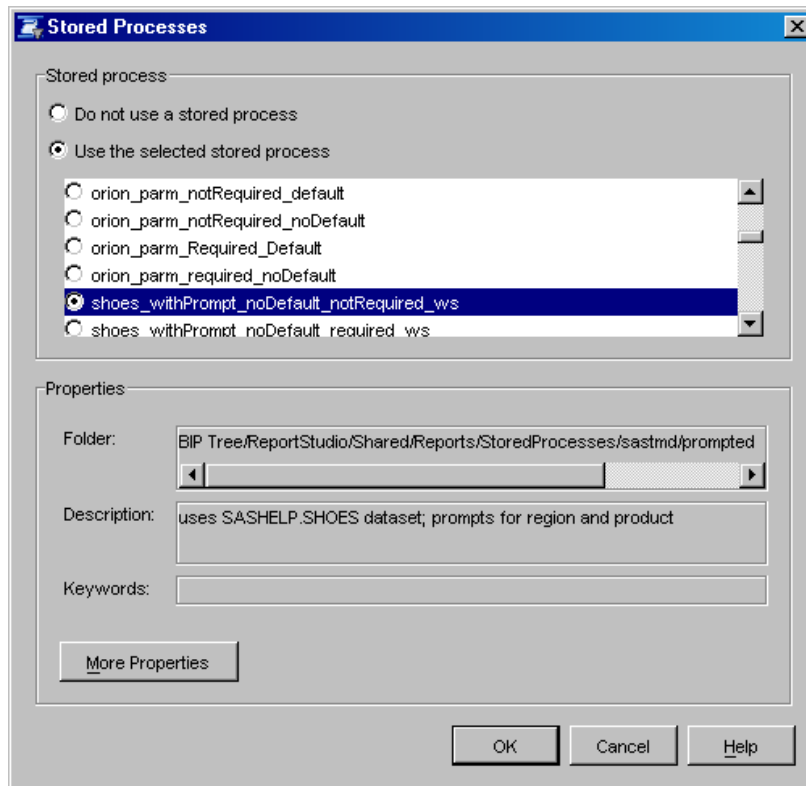 Stored Processes
Stored process
Do not use a stored process
Use the selected stored process
orion_parm_notRequired_default
orion_parm_notRequired_noDefault
orion_parm_Required_Default
orion_parm_required_noDefault
shoes_withPrompt_noDefault_notRequired_ws
shoes_withPrompt_noDefault_required_ws
Properties
Folder: BIP Tree/ReportStudio/Shared/Reports/StoredProcesses/sastmd/prompted
Description: uses SASHELP.SHOES dataset; prompts for region and product
Keywords:
More Properties
OK Cancel Help